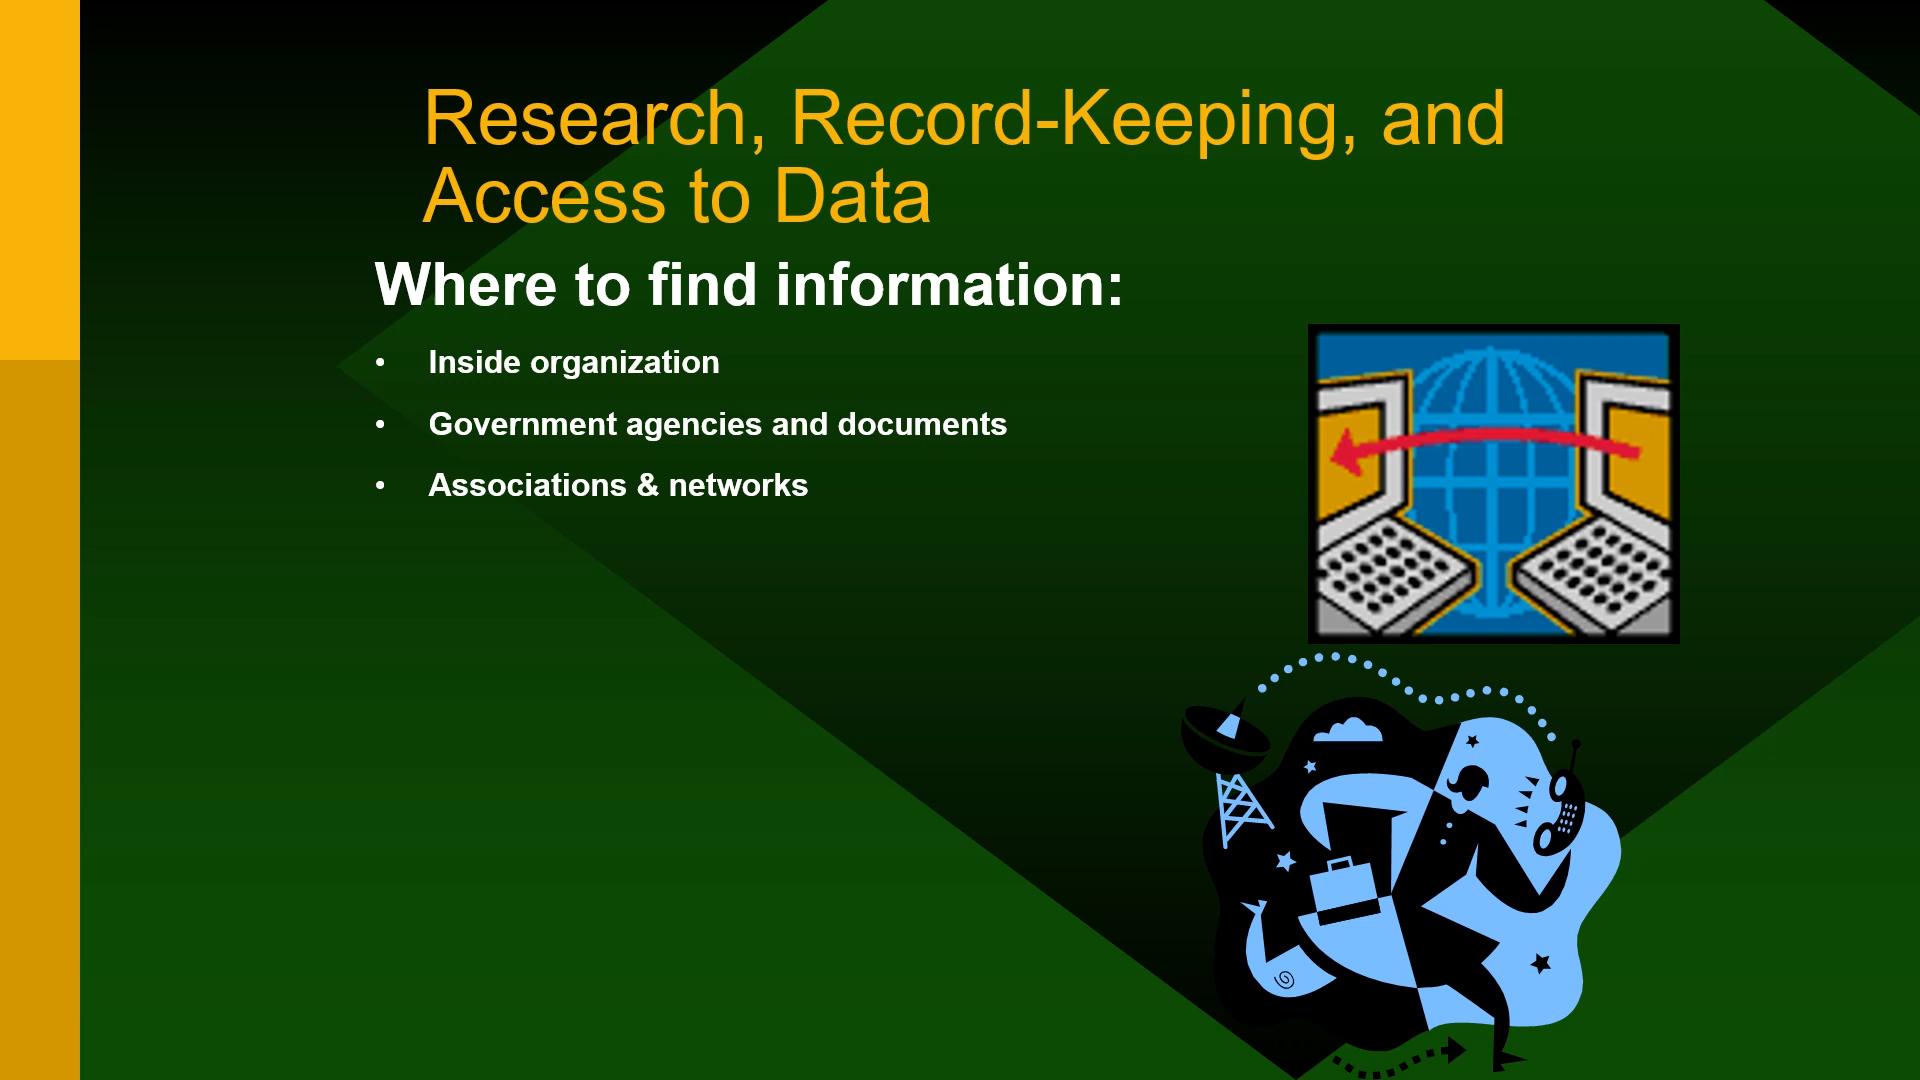 Research, Record-Keeping, and
Access to Data
Where to find information:
• Inside organization
• Government agencies and documents
• Associations & networks